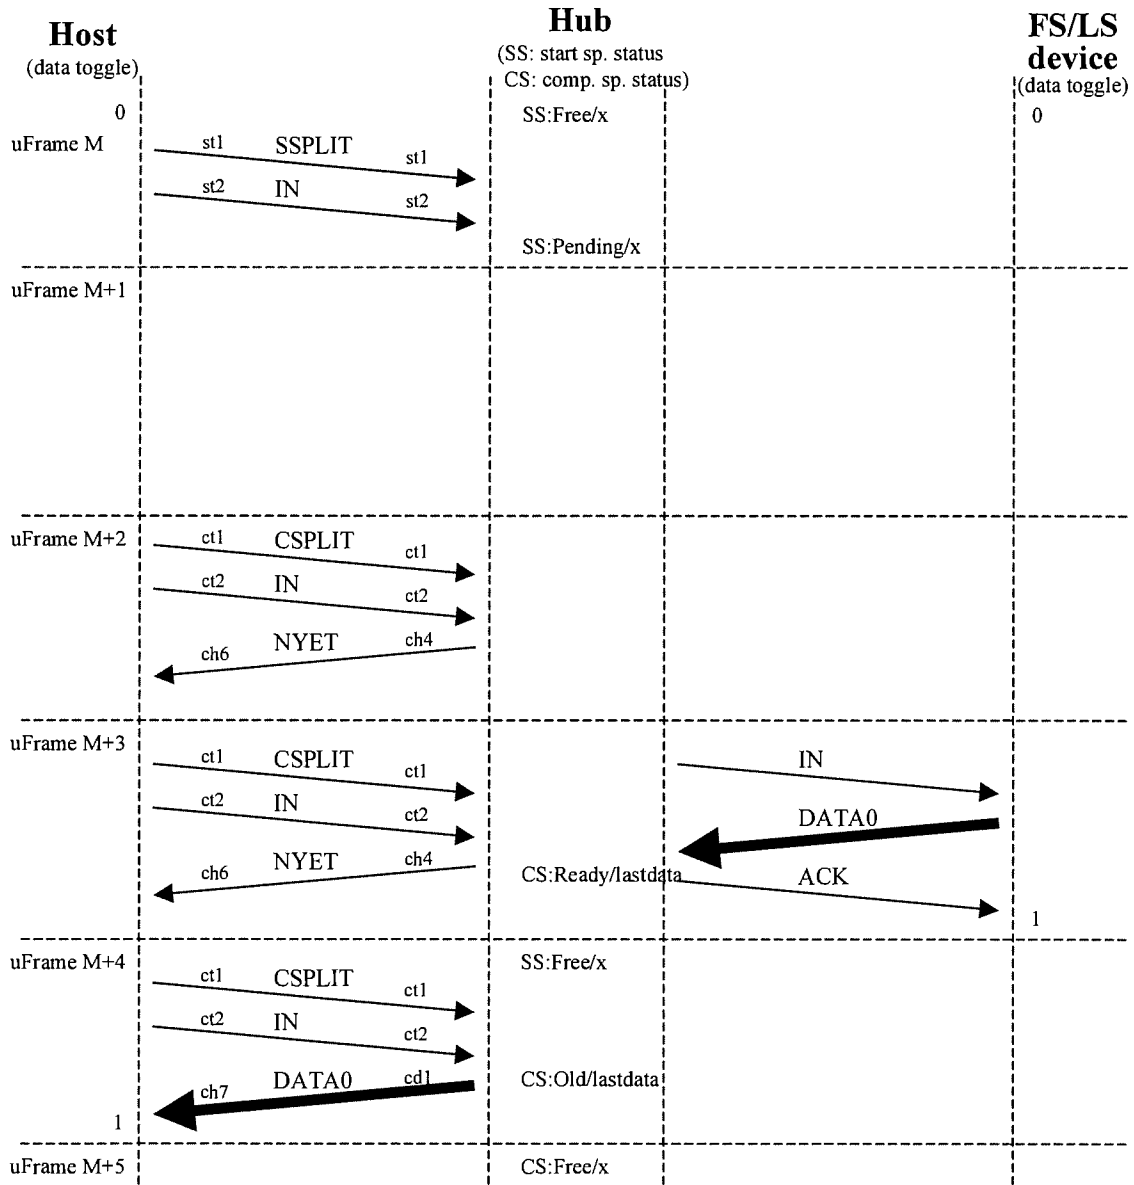 Host
(data toggle)
Hub
(SS: start sp. status
CS: comp. sp. status)
FS/LS
device
(data toggle)
0
SS:Free/x
0
uFrame M
st1 SSPLIT st1
st2 IN st2
SS:Pending/x
uFrame M+1
uFrame M+2
ct1 CSPLIT ct1
ct2 IN ct2
ch6 NYET ch4
uFrame M+3
ct1 CSPLIT ct1
IN
ct2 IN ct2
DATA0
ch6 NYET ch4
CS:Ready/lastdata
ACK
1
uFrame M+4
SS:Free/x
ct1 CSPLIT ct1
ct2 IN ct2
ch7 DATA0 cd1
CS:Old/lastdata
1
uFrame M+5
CS:Free/x